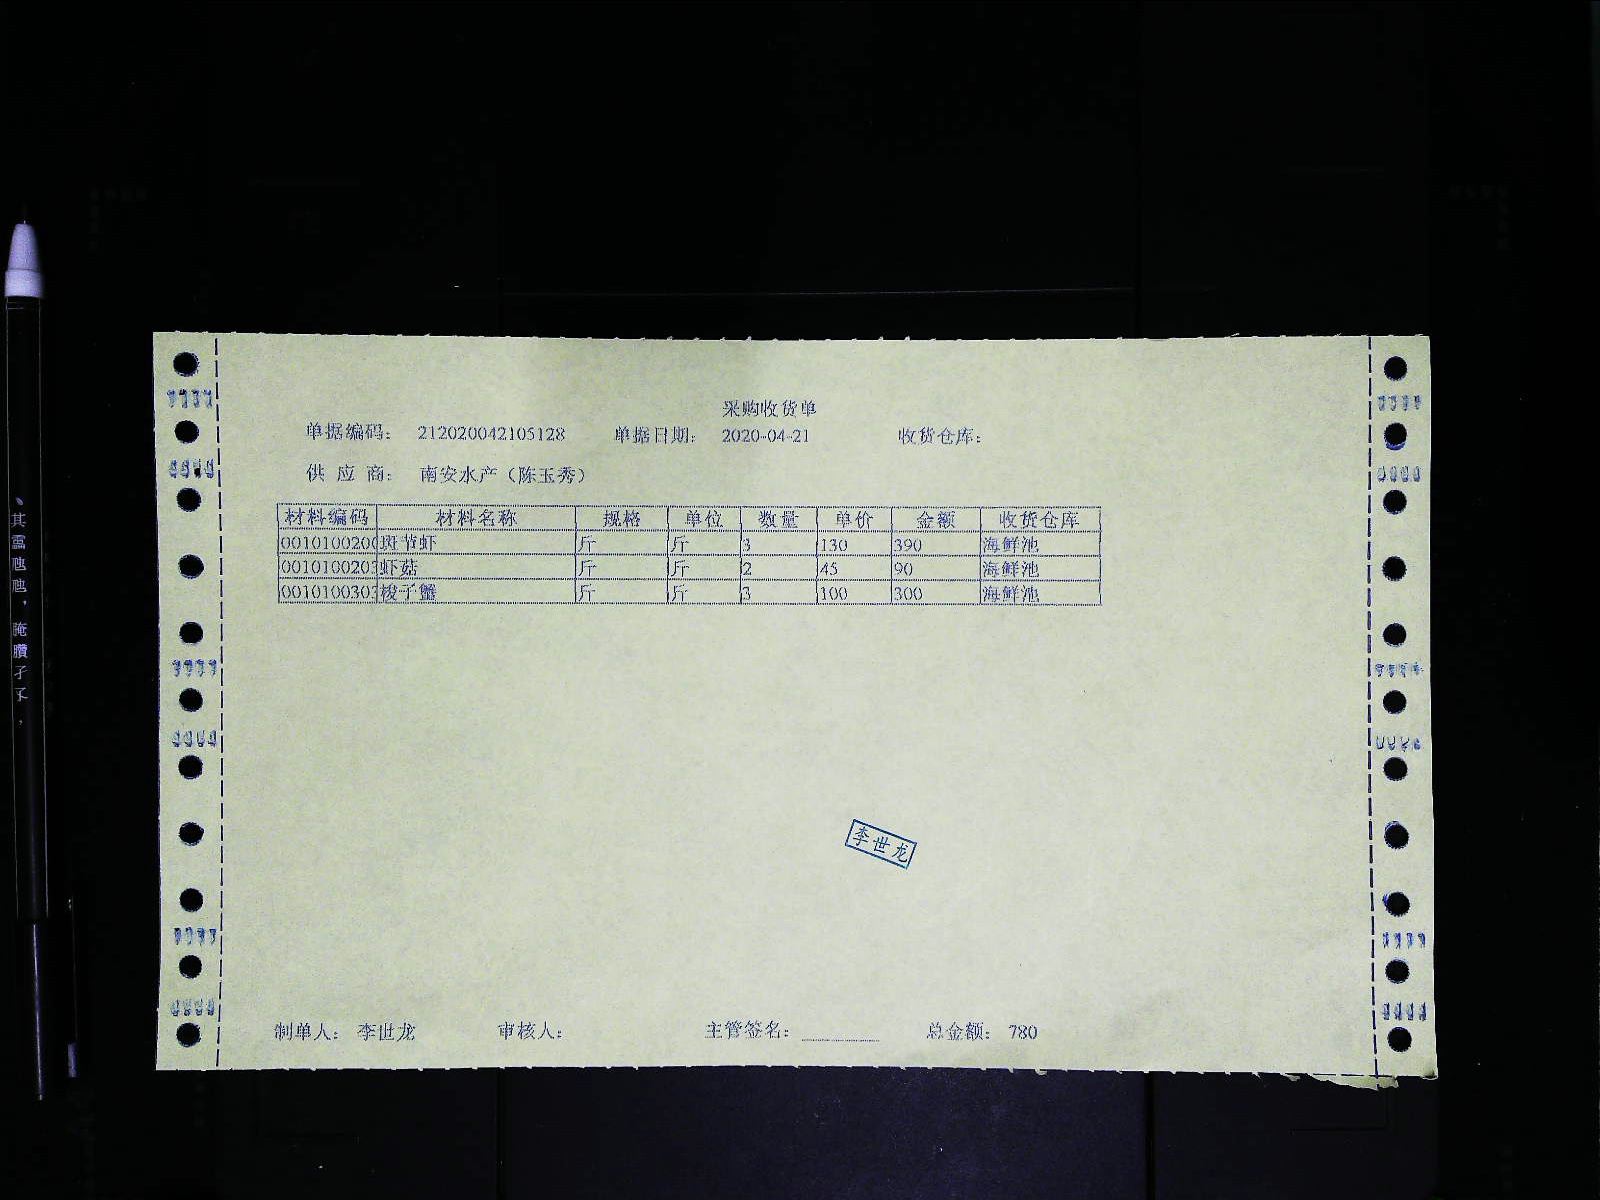 采购收货单
单据编码: 212020042105128 单据日期: 2020-04-21 收货仓库:
供应商: 南安水产（陈玉秀）
材料编码 材料名称 规格 单位 数量 单价 金额 收货仓库
0010100200 斑节虾 斤 斤 3 130 390 海鲜池
001010020 虾菇 斤 斤 2 45 90 海鲜池
001010030 梭子蟹 斤 斤 3 100 300 海鲜池
李世龙
制单人: 李世龙 审核人: 主管签名: 总金额: 780